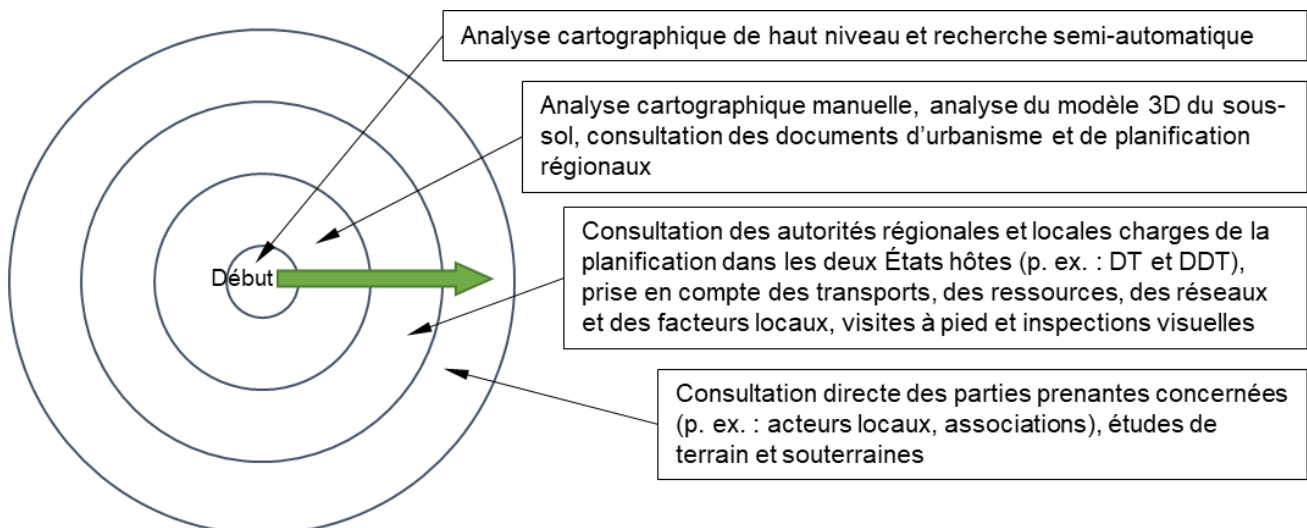 Analyse cartographique de haut niveau et recherche semi-automatique
Analyse cartographique manuelle, analyse du modèle 3D du sous-
sol, consultation des documents d'urbanisme et de planification
régionaux
Consultation des autorités régionales et locales charges de la
planification dans les deux États hôtes (p. ex. : DT et DDT),
prise en compte des transports, des ressources, des réseaux
et des facteurs locaux, visites à pied et inspections visuelles
Consultation directe des parties prenantes concernées
(p. ex. : acteurs locaux, associations), études de
terrain et souterraines
Début